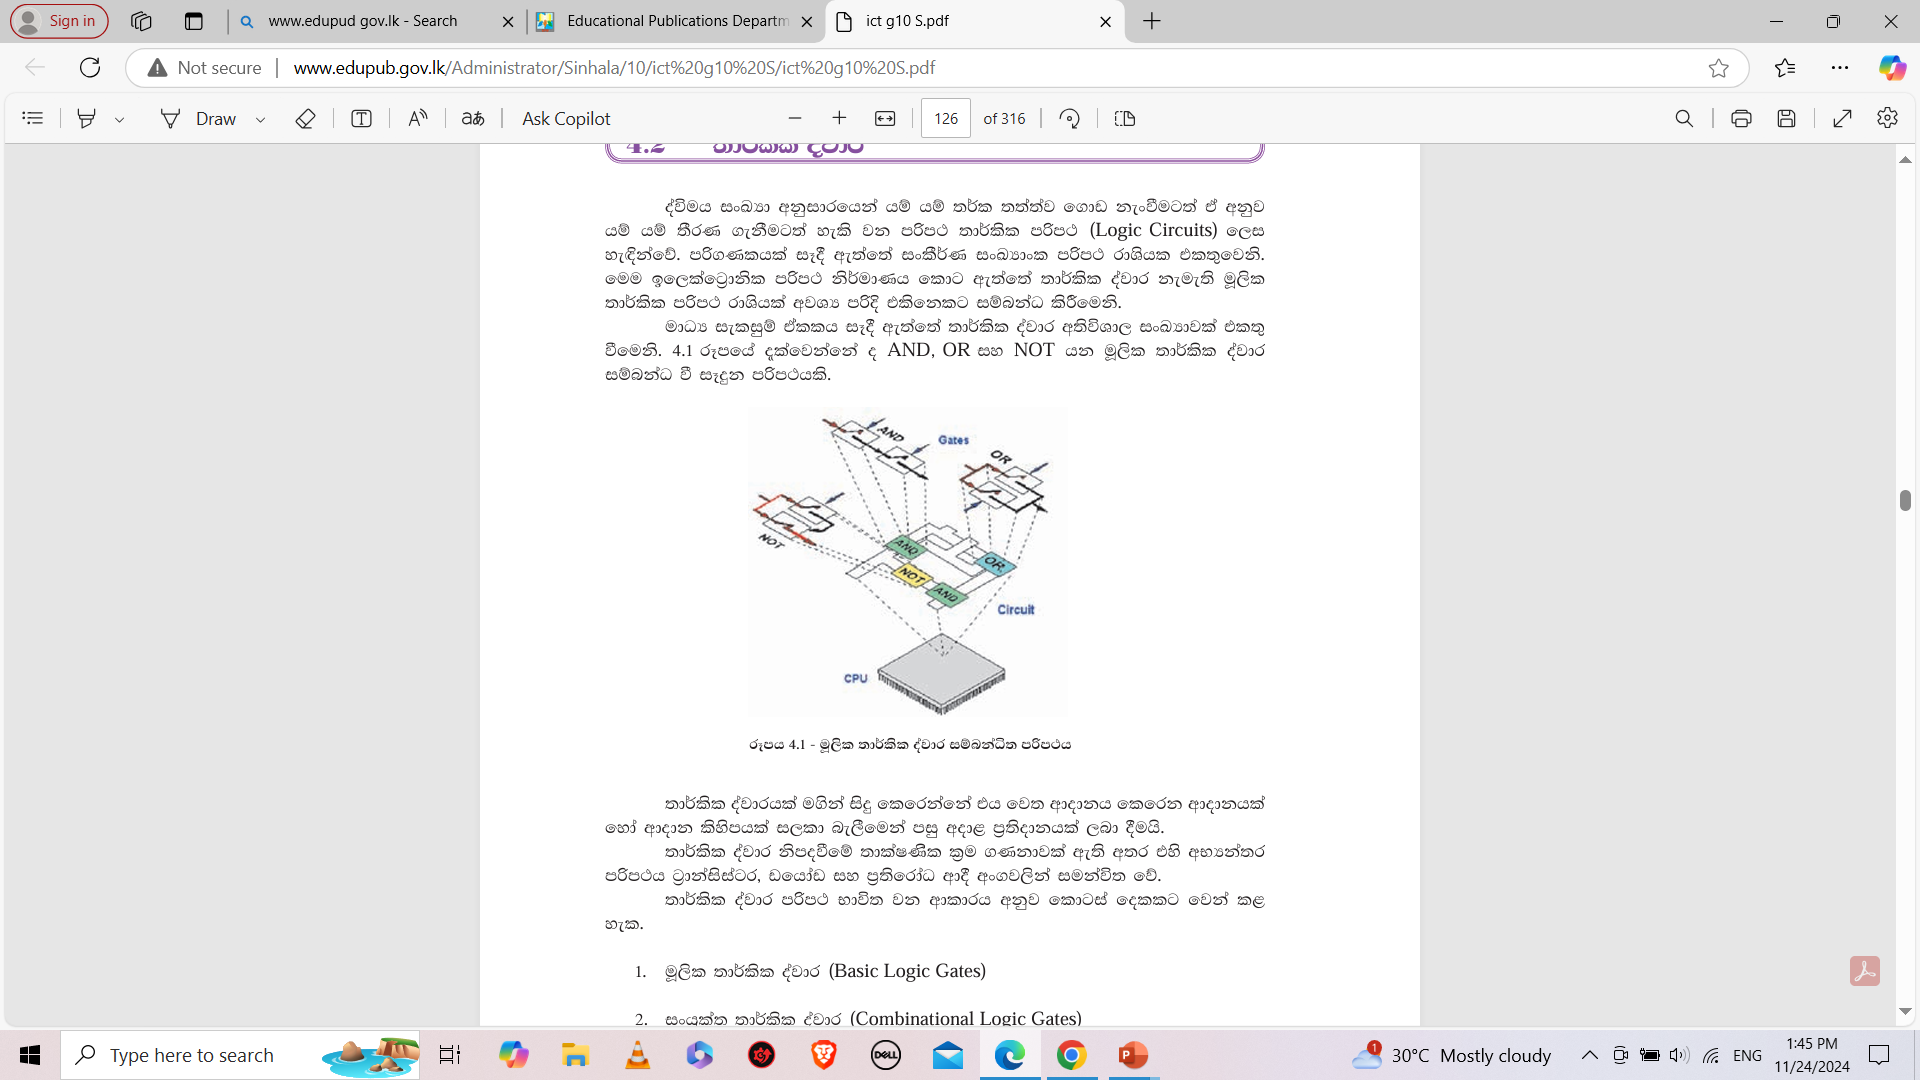 Sign in
www.edupud gov.lk - Search
Educational Publications Departm
ict g10 S.pdf
Not secure
www.edupub.gov.lk/Administrator/Sinhala/10/ict%20g10%20S/ict%20g10%20S.pdf
Draw
Ask Copilot
126 of 316
4.2 තාර්කික ද්වාර
ද්විමය සංඛ්‍යා අනුසාරයෙන් යම් යම් තර්ක තත්ත්ව ගොඩ නැංවීමටත් ඒ අනුව
යම් යම් තීරණ ගැනීමටත් හැකි වන පරිපථ තාර්කික පරිපථ (Logic Circuits) ලෙස
හැඳින්වේ. පරිගණකයක් සෑදී ඇත්තේ සංකීර්ණ සංඛ්‍යාංක පරිපථ රාශියක එකතුවෙනි.
මෙම ඉලෙක්ට්‍රොනික පරිපථ නිර්මාණය කොට ඇත්තේ තාර්කික ද්වාර නැමැති මූලික
තාර්කික පරිපථ රාශියක් අවශ්‍ය පරිදි එකිනෙකට සම්බන්ධ කිරීමෙනි.
මාධ්‍ය සැකසුම් ඒකකය සෑදී ඇත්තේ තාර්කික ද්වාර අතිවිශාල සංඛ්‍යාවක් එකතු
වීමෙනි. 4.1 රූපයේ දැක්වෙන්නේ ද AND, OR සහ NOT යන මූලික තාර්කික ද්වාර
සම්බන්ධ වී සෑදුන පරිපථයකි.
AND
Gates
OR
NOT
AND
OR
NOT
AND
Circuit
CPU
රූපය 4.1 - මූලික තාර්කික ද්වාර සම්බන්ධිත පරිපථය
තාර්කික ද්වාරයක් මගින් සිදු කෙරෙන්නේ එය වෙත ආදානය කෙරෙන ආදානයක්
හෝ ආදාන කිහිපයක් සලකා බැලීමෙන් පසු අදාළ ප්‍රතිදානයක් ලබා දීමයි.
තාර්කික ද්වාර නිපදවීමේ තාක්ෂණික ක්‍රම ගණනාවක් ඇති අතර එහි අභ්‍යන්තර
පරිපථය ට්‍රාන්සිස්ටර, ඩයෝඩ සහ ප්‍රතිරෝධ ආදී අංගවලින් සමන්විත වේ.
තාර්කික ද්වාර පරිපථ භාවිත වන ආකාරය අනුව කොටස් දෙකකට වෙන් කළ
හැක.
1. මූලික තාර්කික ද්වාර (Basic Logic Gates)
2. සංයුක්ත තාර්කික ද්වාර (Combinational Logic Gates)
Type here to search
DELL
1
30°C Mostly cloudy
ENG
1:45 PM
11/24/2024